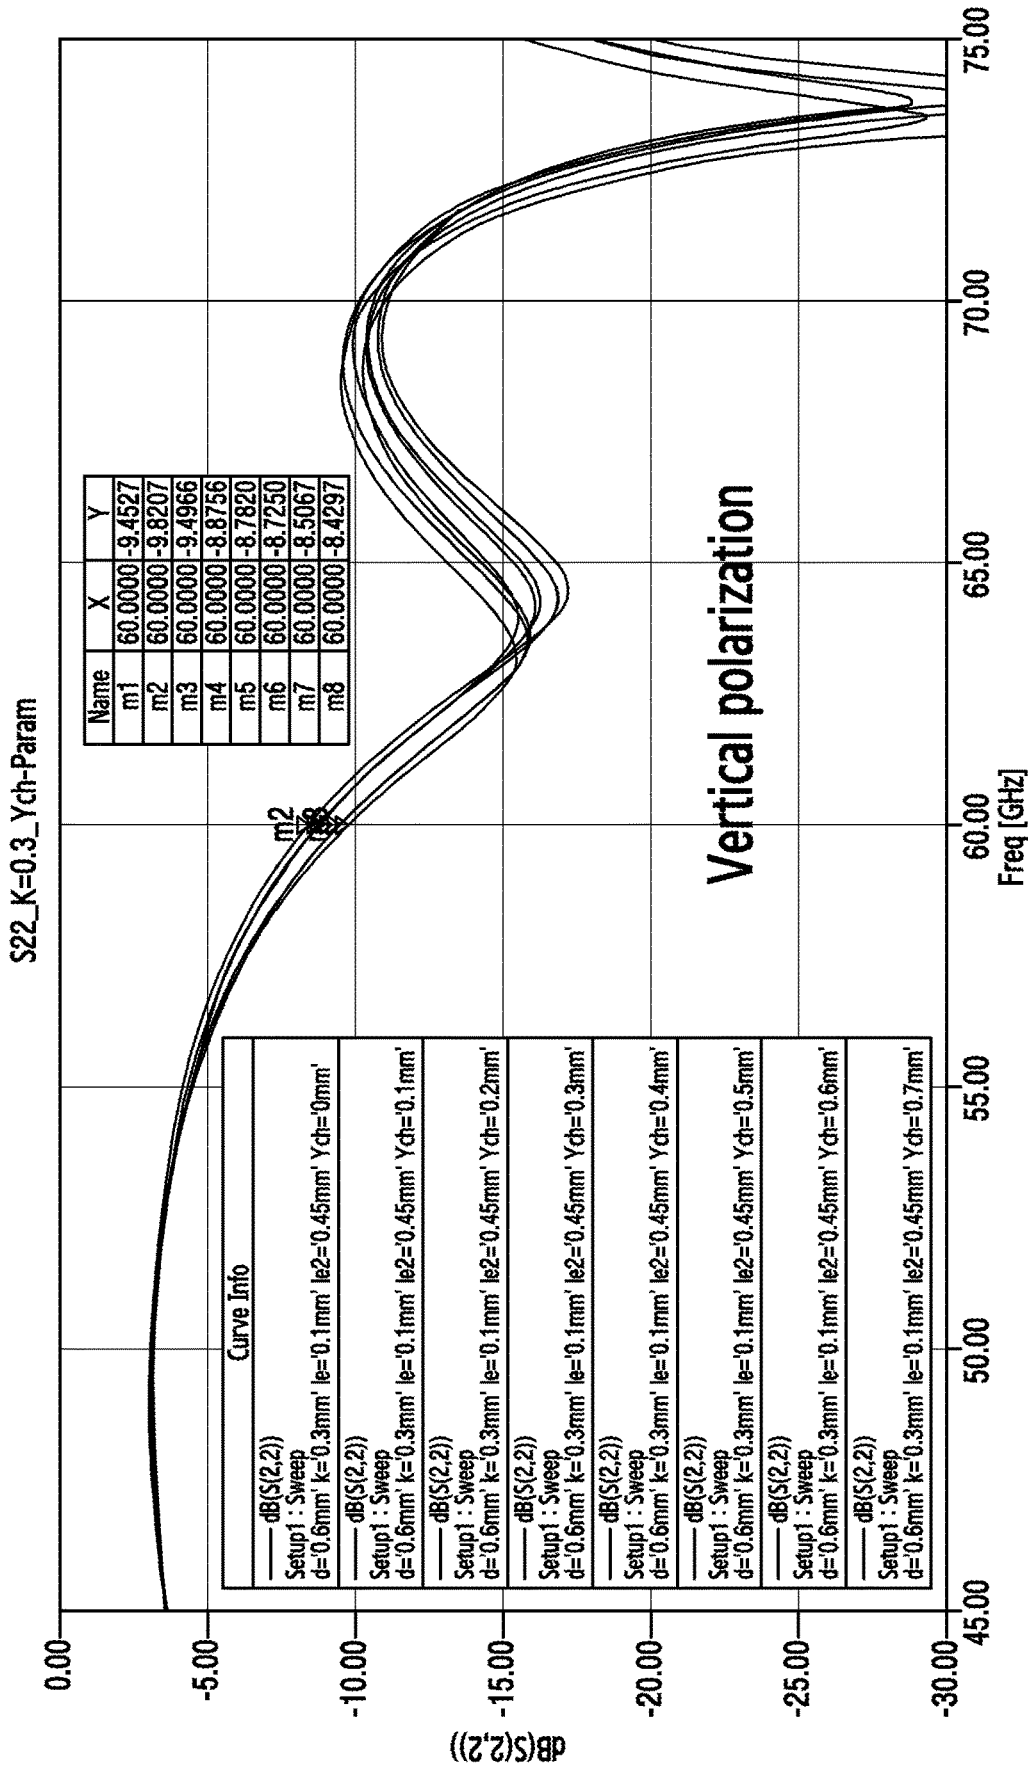 S22_K=0.3_Ych-Param
Name X Y
m1 60.0000 -9.4527
m2 60.0000 -9.8207
m3 60.0000 -9.4966
m4 60.0000 -8.8756
m5 60.0000 -8.7820
m6 60.0000 -8.7250
m7 60.0000 -8.5067
m8 60.0000 -8.4297
m2
Curve Info
dB(S(2,2))
Setup1 : Sweep
d='0.6mm' k='0.3mm' le='0.1mm' le2='0.45mm' Ych='0mm'
dB(S(2,2))
Setup1 : Sweep
d='0.6mm' k='0.3mm' le='0.1mm' le2='0.45mm' Ych='0.1mm'
dB(S(2,2))
Setup1 : Sweep
d='0.6mm' k='0.3mm' le='0.1mm' le2='0.45mm' Ych='0.2mm'
dB(S(2,2))
Setup1 : Sweep
d='0.6mm' k='0.3mm' le='0.1mm' le2='0.45mm' Ych='0.3mm'
dB(S(2,2))
Setup1 : Sweep
d='0.6mm' k='0.3mm' le='0.1mm' le2='0.45mm' Ych='0.4mm'
dB(S(2,2))
Setup1 : Sweep
d='0.6mm' k='0.3mm' le='0.1mm' le2='0.45mm' Ych='0.5mm'
dB(S(2,2))
Setup1 : Sweep
d='0.6mm' k='0.3mm' le='0.1mm' le2='0.45mm' Ych='0.6mm'
dB(S(2,2))
Setup1 : Sweep
d='0.6mm' k='0.3mm' le='0.1mm' le2='0.45mm' Ych='0.7mm'
Vertical polarization
0.00
-5.00
-10.00
-15.00
-20.00
-25.00
-30.00
dB(S(2,2))
45.00
50.00
55.00
60.00
65.00
70.00
75.00
Freq [GHz]